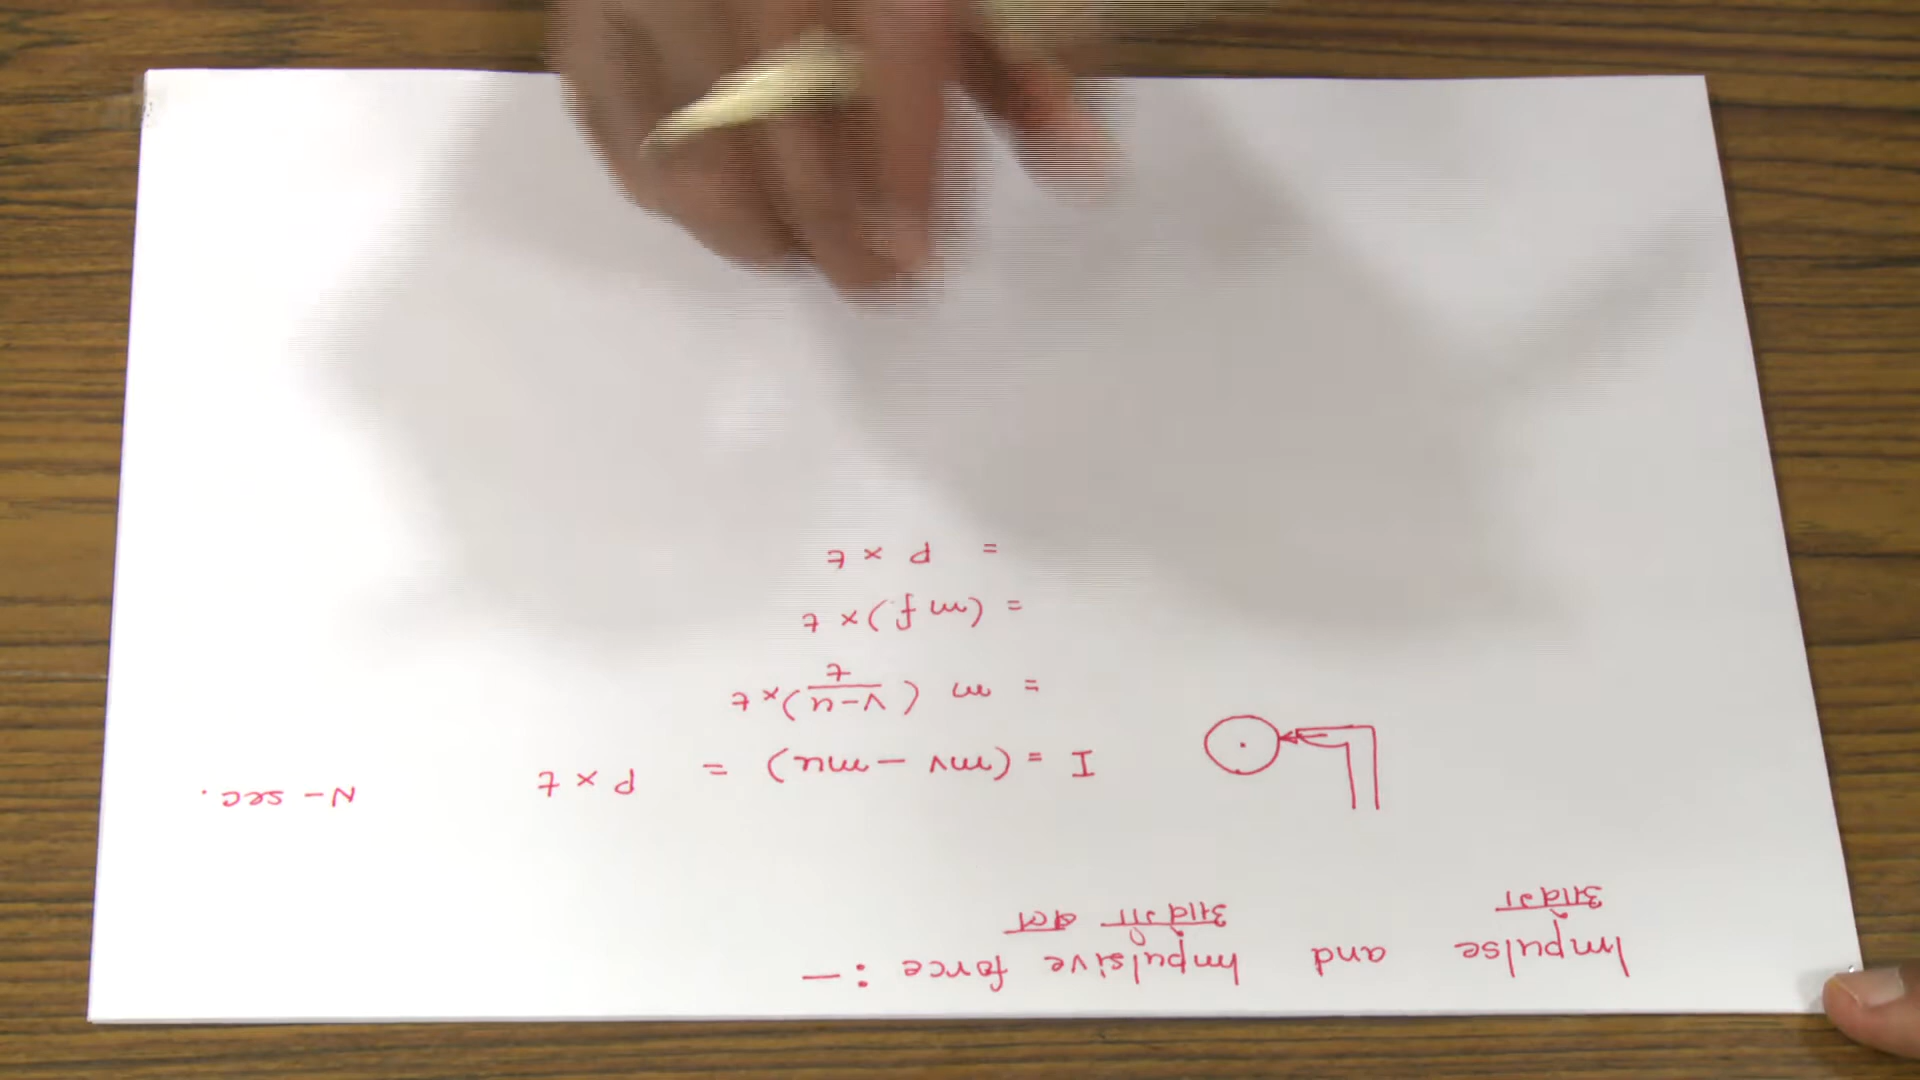 Impulse and Impulsive force :-
आवेग आवेगी बल
I = (mv - mu) = P x t N - sec.
= m (v-u/t) x t
= (m f) x t
= P x t